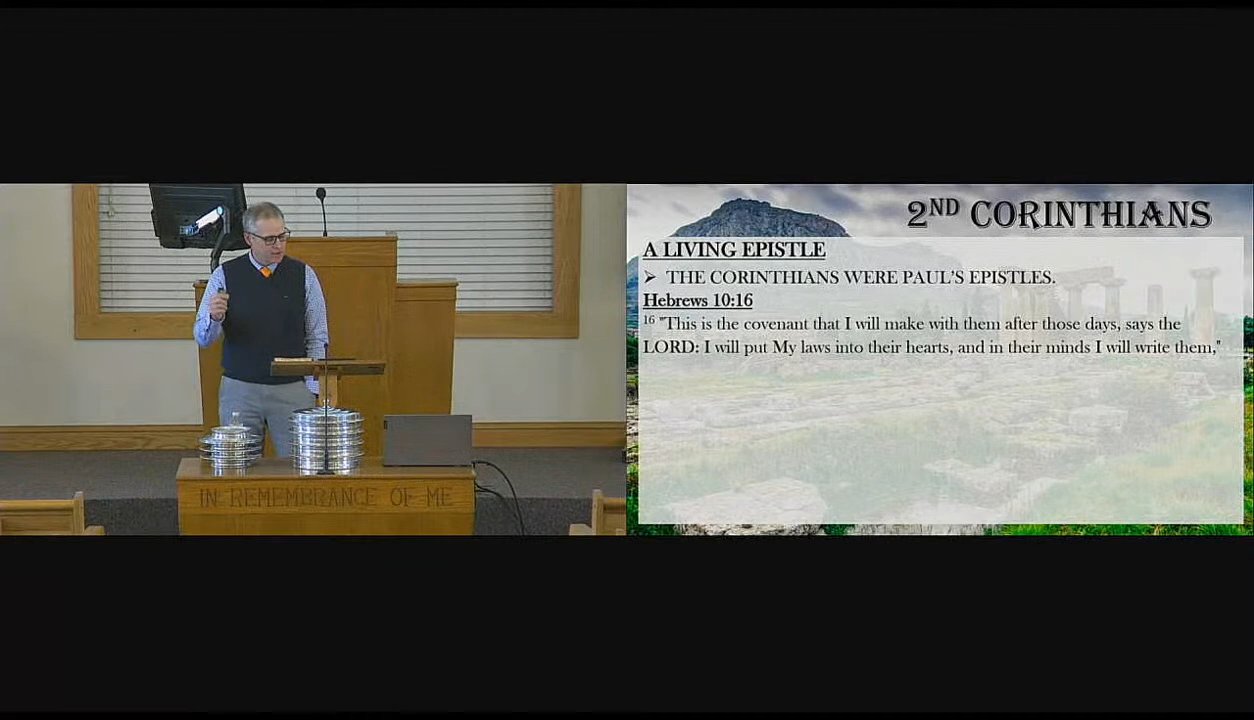 2ND CORINTHIANS
A LIVING EPISTLE
➢ THE CORINTHIANS WERE PAUL'S EPISTLES.
Hebrews 10:16
16 "This is the covenant that I will make with them after those days, says the
LORD: I will put My laws into their hearts, and in their minds I will write them,"
IN REMEMBRANCE OF ME